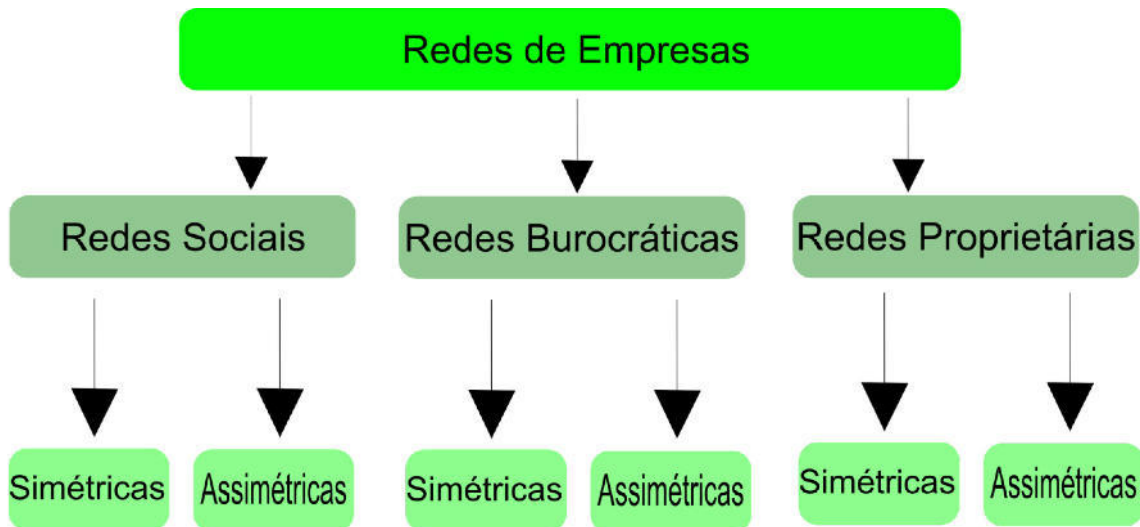 Redes de Empresas
Redes Sociais
Redes Burocráticas
Redes Proprietárias
Simétricas
Assimétricas
Simétricas
Assimétricas
Simétricas
Assimétricas